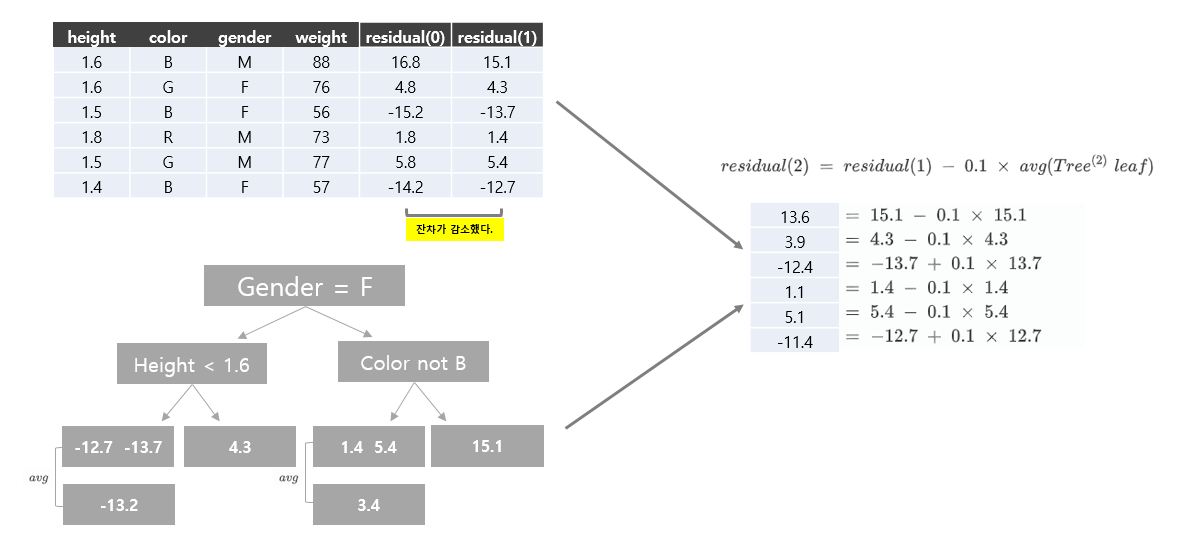 height color gender weight residual(0) residual(1)
1.6 B M 88 16.8 15.1
1.6 G F 76 4.8 4.3
1.5 B F 56 -15.2 -13.7
1.8 R M 73 1.8 1.4
1.5 G M 77 5.8 5.4
1.4 B F 57 -14.2 -12.7
잔차가 감소했다.
Gender = F
Height < 1.6
Color not B
-12.7 -13.7
4.3
1.4 5.4
15.1
avg
-13.2
avg
3.4
residual(2) = residual(1) − 0.1 × avg(Tree⁽²⁾ leaf)
13.6 = 15.1 − 0.1 × 15.1
3.9 = 4.3 − 0.1 × 4.3
-12.4 = −13.7 + 0.1 × 13.7
1.1 = 1.4 − 0.1 × 1.4
5.1 = 5.4 − 0.1 × 5.4
-11.4 = −12.7 + 0.1 × 12.7